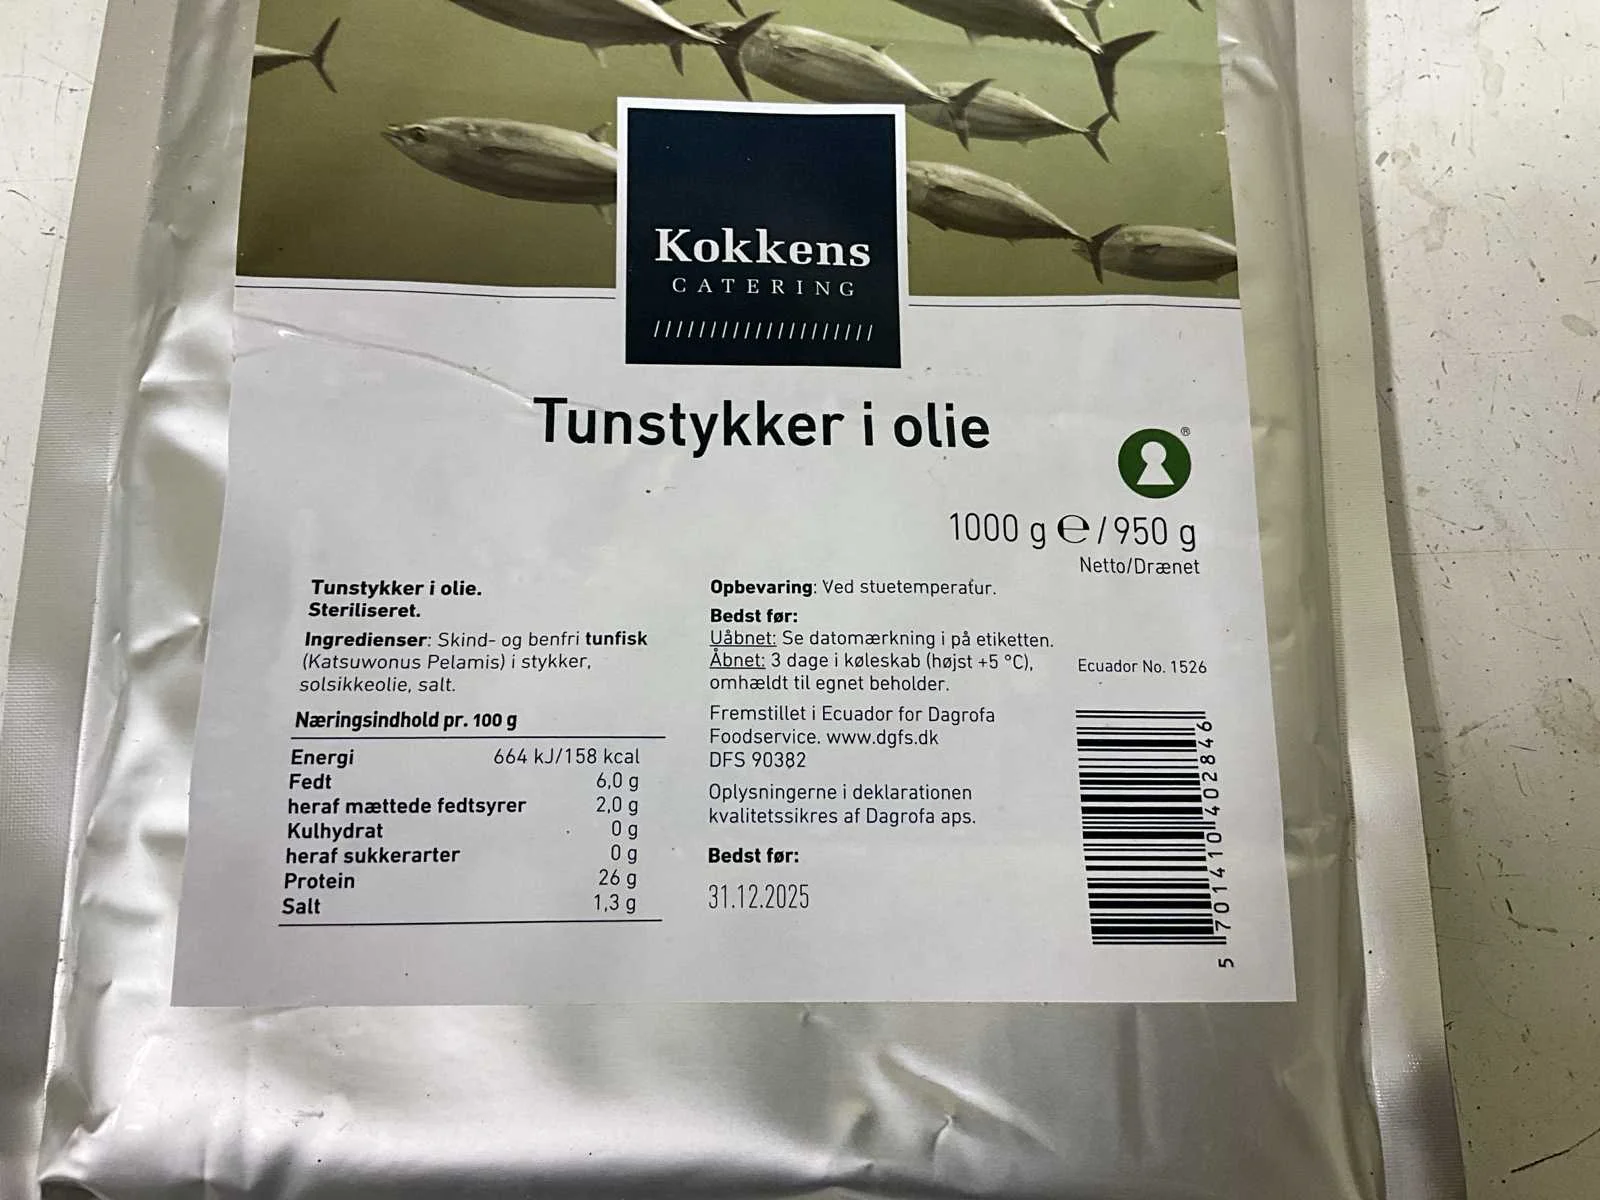 Kokkens
CATERING
Tunstykker i olie
®
1000 g ℮/950 g
Netto/Drænet
Tunstykker i olie.
Steriliseret.
Ingredienser: Skind- og benfri tunfisk
(Katsuwonus Pelamis) i stykker,
solsikkeolie, salt.
Næringsindhold pr. 100 g
Energi 664 kJ/158 kcal
Fedt 6,0 g
heraf mættede fedtsyrer 2,0 g
Kulhydrat 0 g
heraf sukkerarter 0 g
Protein 26 g
Salt 1,3 g
Opbevaring: Ved stuetemperatur.
Bedst før:
Uåbnet: Se datomærkning i på etiketten.
Åbnet: 3 dage i køleskab (højst +5 °C),
omhældt til egnet beholder.
Fremstillet i Ecuador for Dagrofa
Foodservice. www.dgfs.dk
DFS 90382
Oplysningerne i deklarationen
kvalitetssikres af Dagrofa aps.
Bedst før:
31.12.2025
Ecuador No. 1526
5 701410 402846